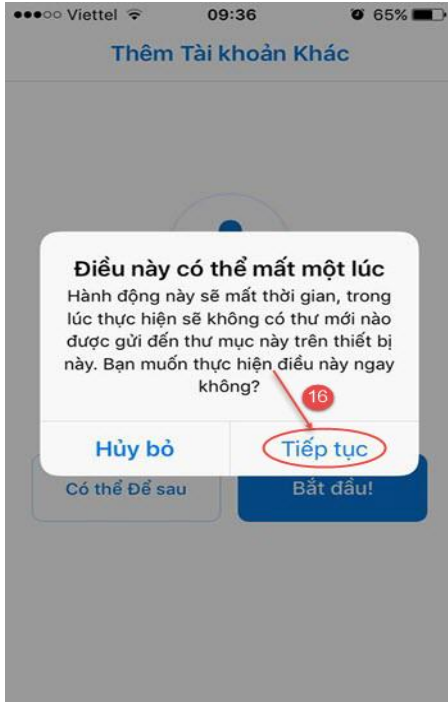 Viettel 09:36 65%
Thêm Tài khoản Khác
Điều này có thể mất một lúc
Hành động này sẽ mất thời gian, trong
lúc thực hiện sẽ không có thư mới nào
được gửi đến thư mục này trên thiết bị
này. Bạn muốn thực hiện điều này ngay
không?
16
Hủy bỏ Tiếp tục
Có thể Để sau Bắt đầu!